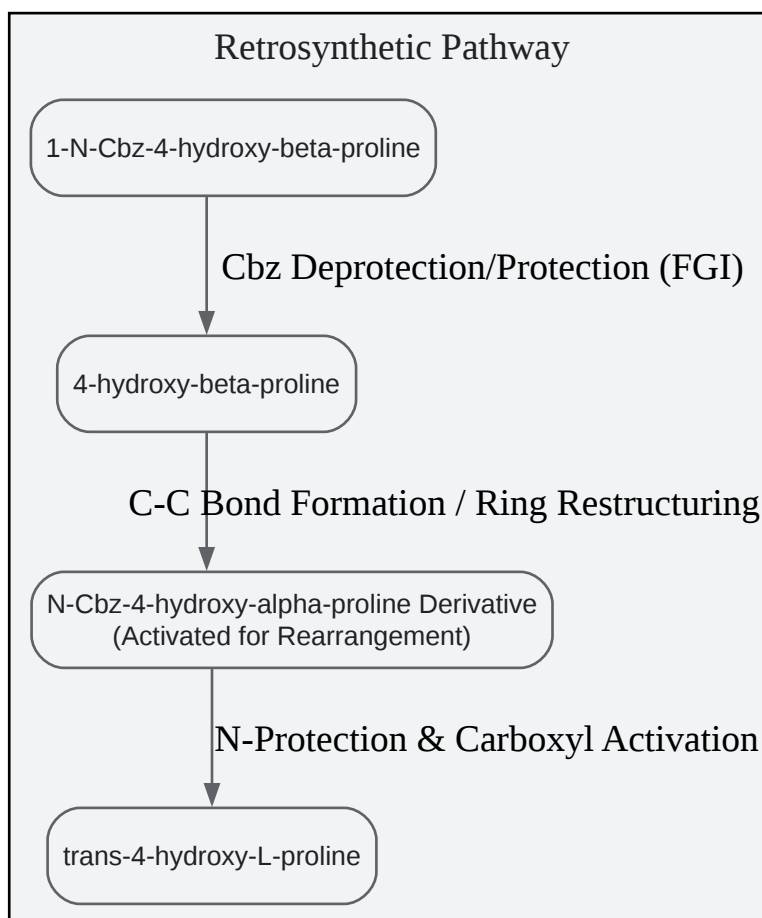 Retrosynthetic Pathway
1-N-Cbz-4-hydroxy-beta-proline
Cbz Deprotection/Protection (FGI)
4-hydroxy-beta-proline
C-C Bond Formation / Ring Restructuring
N-Cbz-4-hydroxy-alpha-proline Derivative
(Activated for Rearrangement)
N-Protection & Carboxyl Activation
trans-4-hydroxy-L-proline